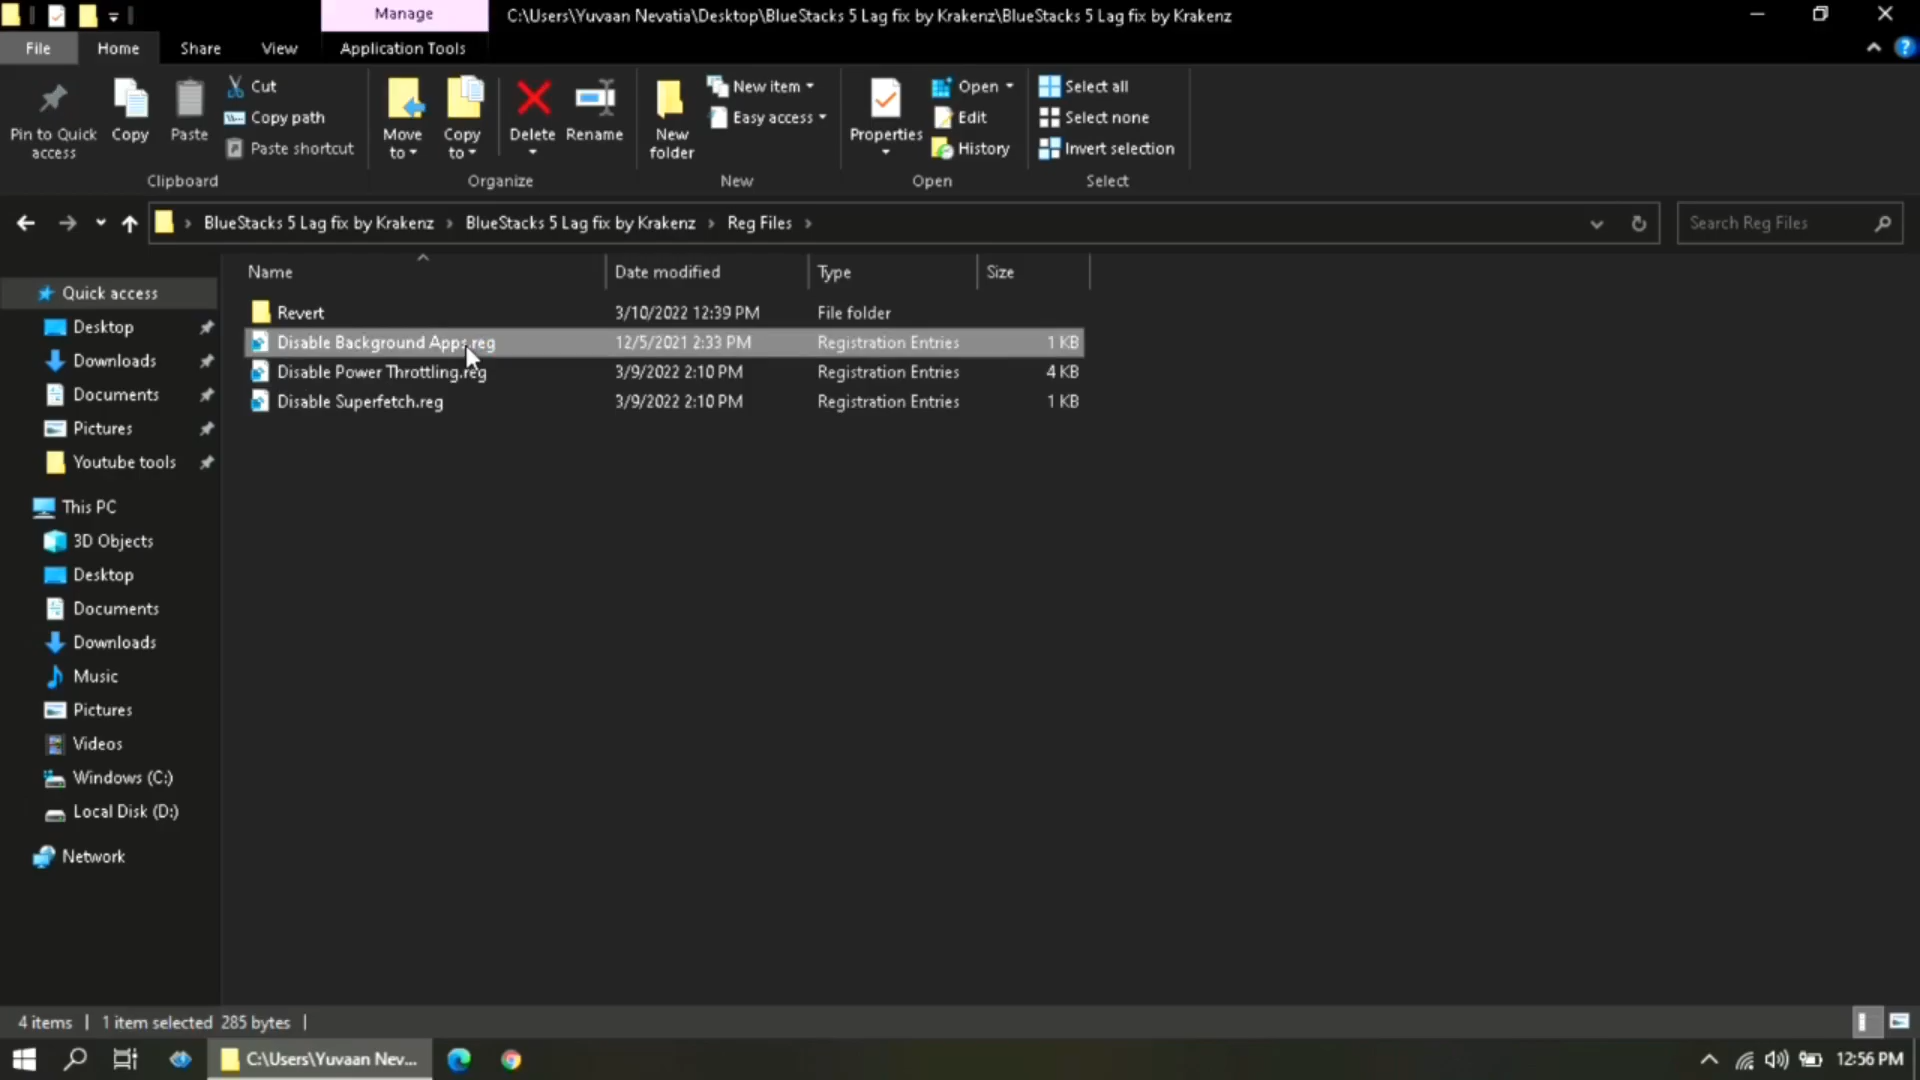 Manage
C:\Users\Yuvaan Nevatia\Desktop\BlueStacks 5 Lag fix by Krakenz\BlueStacks 5 Lag fix by Krakenz
File
Home
Share
View
Application Tools
Pin to Quick access
Copy
Paste
Cut
Copy path
Paste shortcut
Clipboard
Move to
Copy to
Delete
Rename
Organize
New folder
New item
Easy access
New
Properties
Open
Edit
History
Open
Select all
Select none
Invert selection
Select
BlueStacks 5 Lag fix by Krakenz
BlueStacks 5 Lag fix by Krakenz
Reg Files
Search Reg Files
Name
Date modified
Type
Size
Revert 3/10/2022 12:39 PM File folder
Disable Background Apps.reg 12/5/2021 2:33 PM Registration Entries 1 KB
Disable Power Throttling.reg 3/9/2022 2:10 PM Registration Entries 4 KB
Disable Superfetch.reg 3/9/2022 2:10 PM Registration Entries 1 KB
Quick access
Desktop
Downloads
Documents
Pictures
Youtube tools
This PC
3D Objects
Desktop
Documents
Downloads
Music
Pictures
Videos
Windows (C:)
Local Disk (D:)
Network
4 items
1 item selected 285 bytes
C:\Users\Yuvaan Nev...
12:56 PM